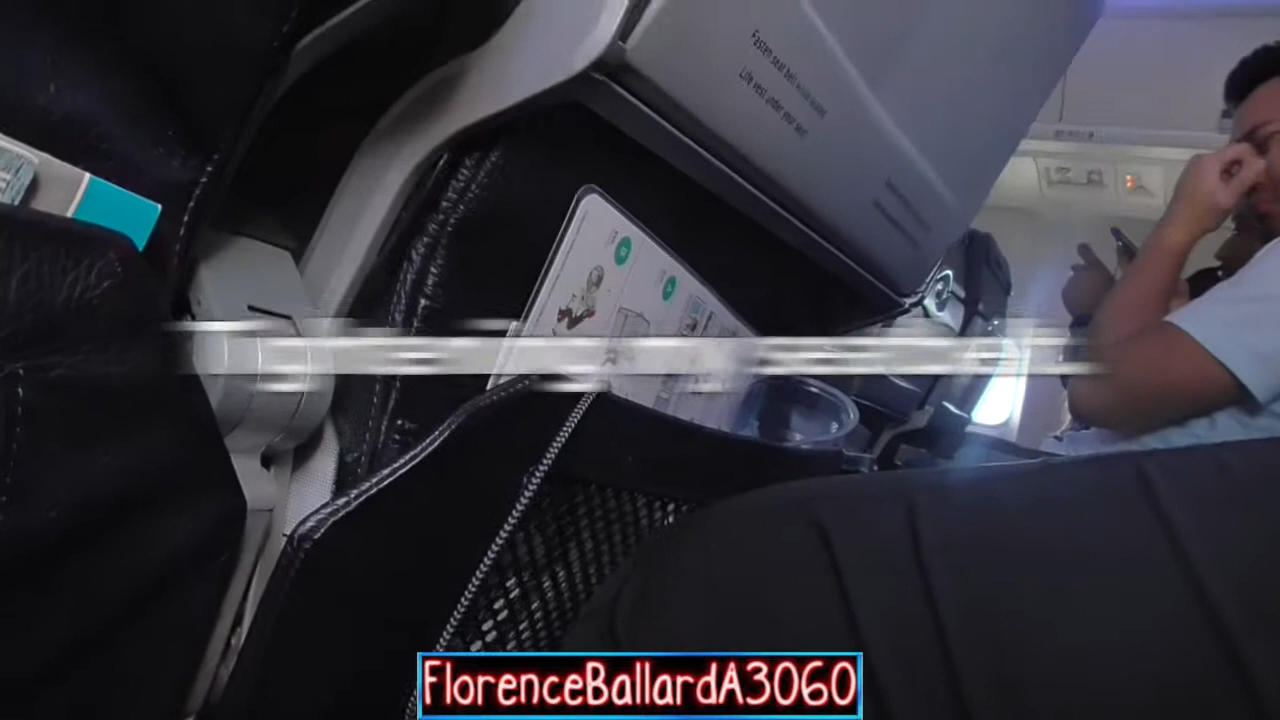 Fasten seat belt while seated
Life vest under your seat
FlorenceBallardA3060